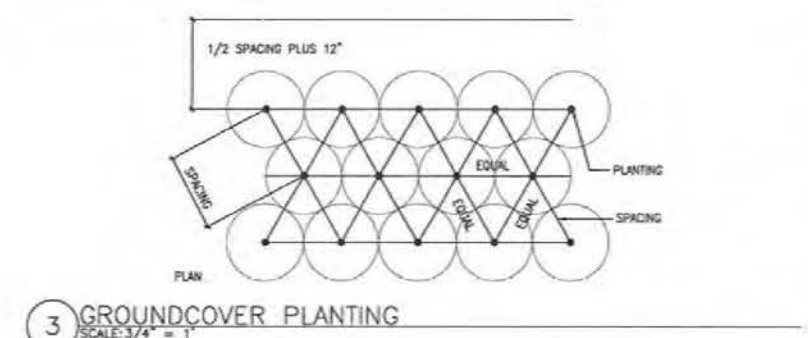 1/2 SPACING PLUS 12"
SPACING
EQUAL
EQUAL
EQUAL
PLANTING
SPACING
PLAN
3 GROUNDCOVER PLANTING
SCALE: 3/4" = 1'